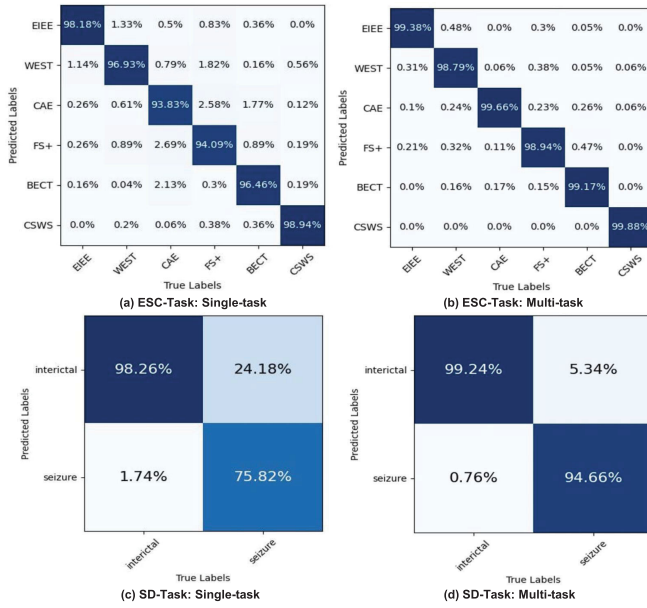 EIEE 98.18% 1.33% 0.5% 0.83% 0.36% 0.0%
WEST 1.14% 96.93% 0.79% 1.82% 0.16% 0.56%
CAE 0.26% 0.61% 93.83% 2.58% 1.77% 0.12%
FS+ 0.26% 0.89% 2.69% 94.09% 0.89% 0.19%
BECT 0.16% 0.04% 2.13% 0.3% 96.46% 0.19%
CSWS 0.0% 0.2% 0.06% 0.38% 0.36% 98.94%
Predicted Labels
EIEE WEST CAE FS+ BECT CSWS
True Labels
(a) ESC-Task: Single-task
EIEE 99.38% 0.48% 0.0% 0.3% 0.05% 0.0%
WEST 0.31% 98.79% 0.06% 0.38% 0.05% 0.06%
CAE 0.1% 0.24% 99.66% 0.23% 0.26% 0.06%
FS+ 0.21% 0.32% 0.11% 98.94% 0.47% 0.0%
BECT 0.0% 0.16% 0.17% 0.15% 99.17% 0.0%
CSWS 0.0% 0.0% 0.0% 0.0% 0.0% 99.88%
Predicted Labels
EIEE WEST CAE FS+ BECT CSWS
True Labels
(b) ESC-Task: Multi-task
interictal 98.26% 24.18%
seizure 1.74% 75.82%
Predicted Labels
interictal seizure
True Labels
(c) SD-Task: Single-task
interictal 99.24% 5.34%
seizure 0.76% 94.66%
Predicted Labels
interictal seizure
True Labels
(d) SD-Task: Multi-task